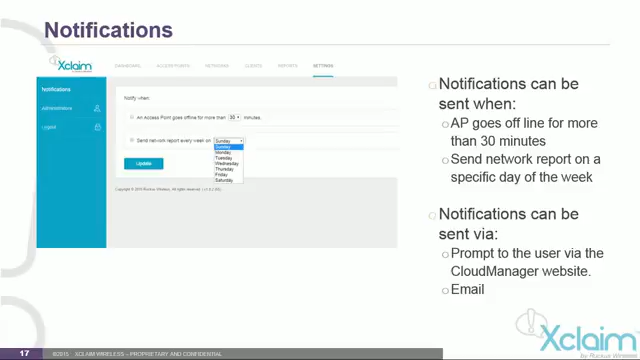 Notifications
Xclaim
DASHBOARD ACCESS POINTS NETWORKS CLIENTS REPORTS SETTINGS
Notifications
Administrators
Logout
Notify when:
An Access Point goes offline for more than 30 minutes.
Send network report every week on Sunday
Sunday
Monday
Tuesday
Wednesday
Thursday
Friday
Saturday
Update
Notifications can be
sent when:
AP goes off line for more
than 30 minutes
Send network report on a
specific day of the week
Notifications can be
sent via:
Prompt to the user via the
CloudManager website.
Email
17 ©2015 XCLAIM WIRELESS – PROPRIETARY AND CONFIDENTIAL
Xclaim
by Ruckus Wireless